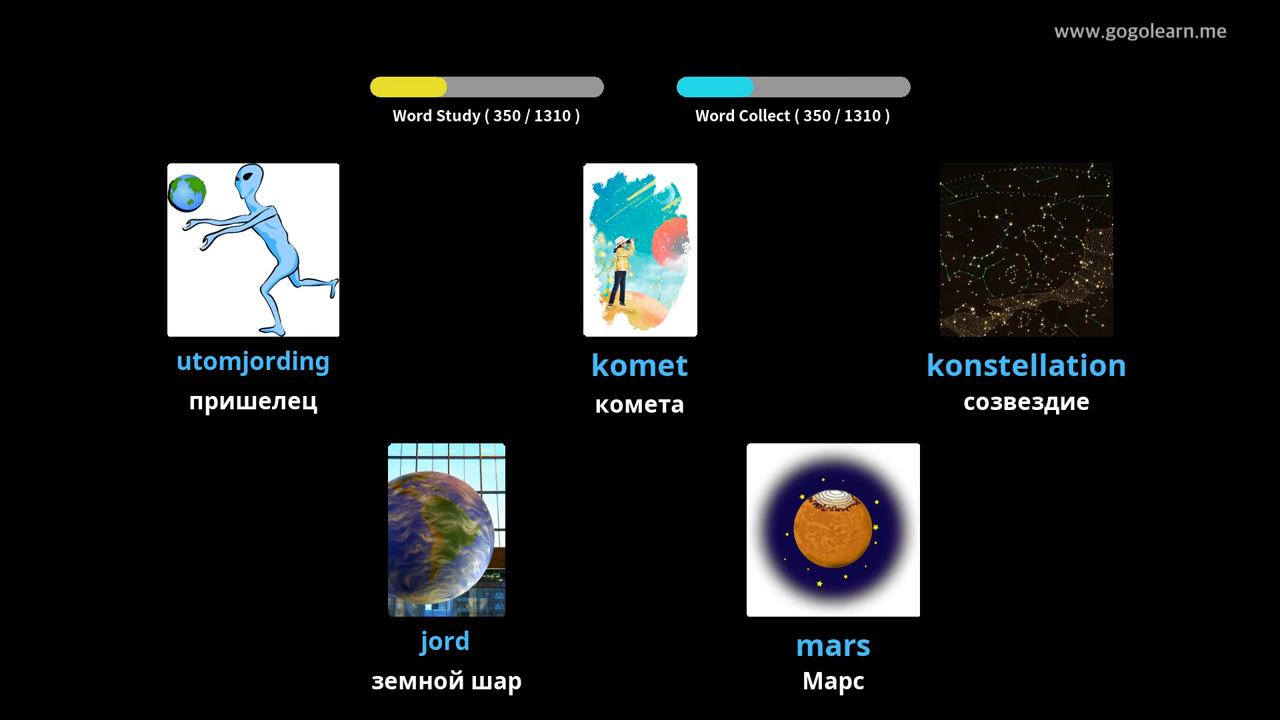 www.gogolearn.me
Word Study ( 350 / 1310 )
Word Collect ( 350 / 1310 )
utomjording
пришелец
komet
комета
konstellation
созвездие
jord
земной шар
mars
Марс